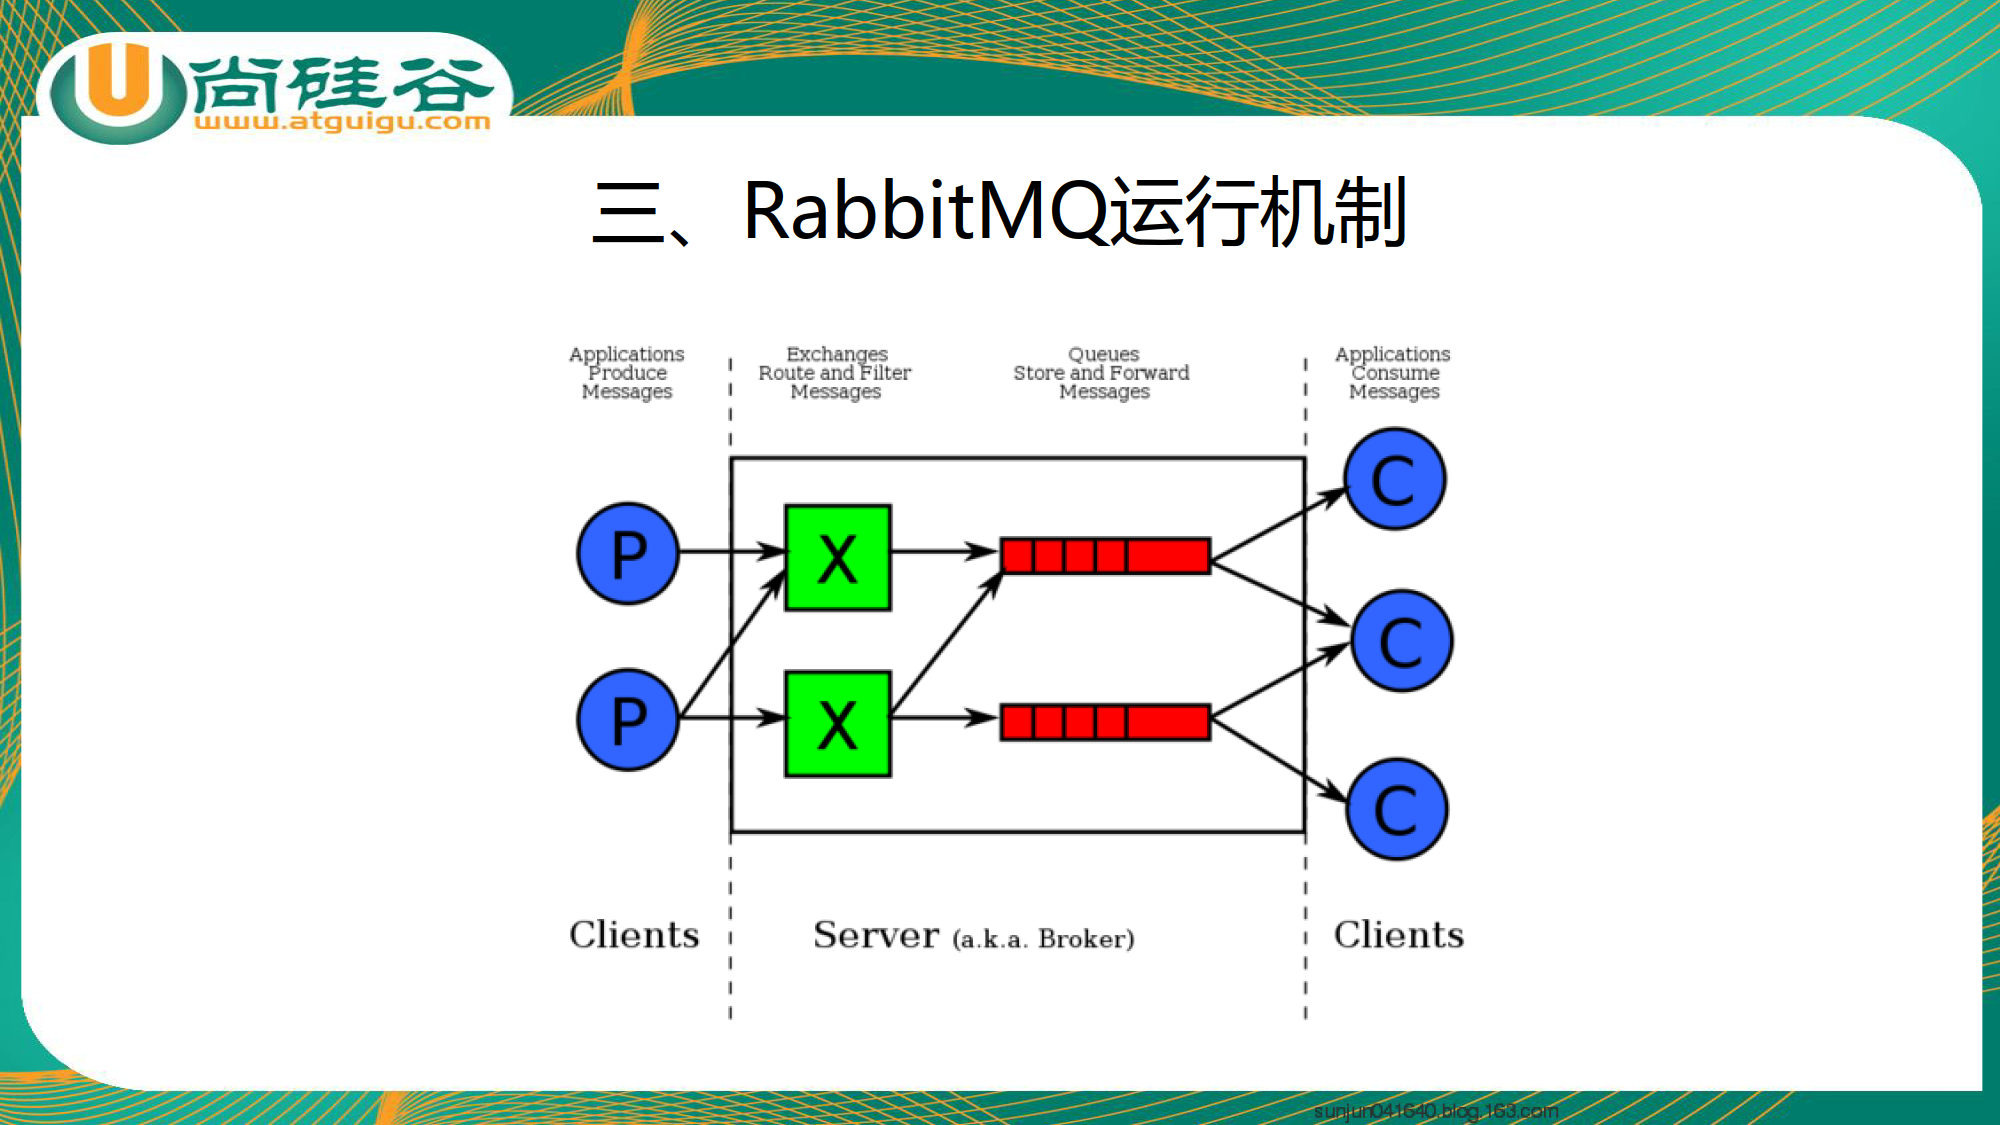 尚硅谷
www.atguigu.com
三、RabbitMQ运行机制
Applications
Produce
Messages
Exchanges
Route and Filter
Messages
Queues
Store and Forward
Messages
Applications
Consume
Messages
P
X
C
C
P
X
C
Clients
Server (a.k.a. Broker)
Clients
sunjun041640.blog.163.com